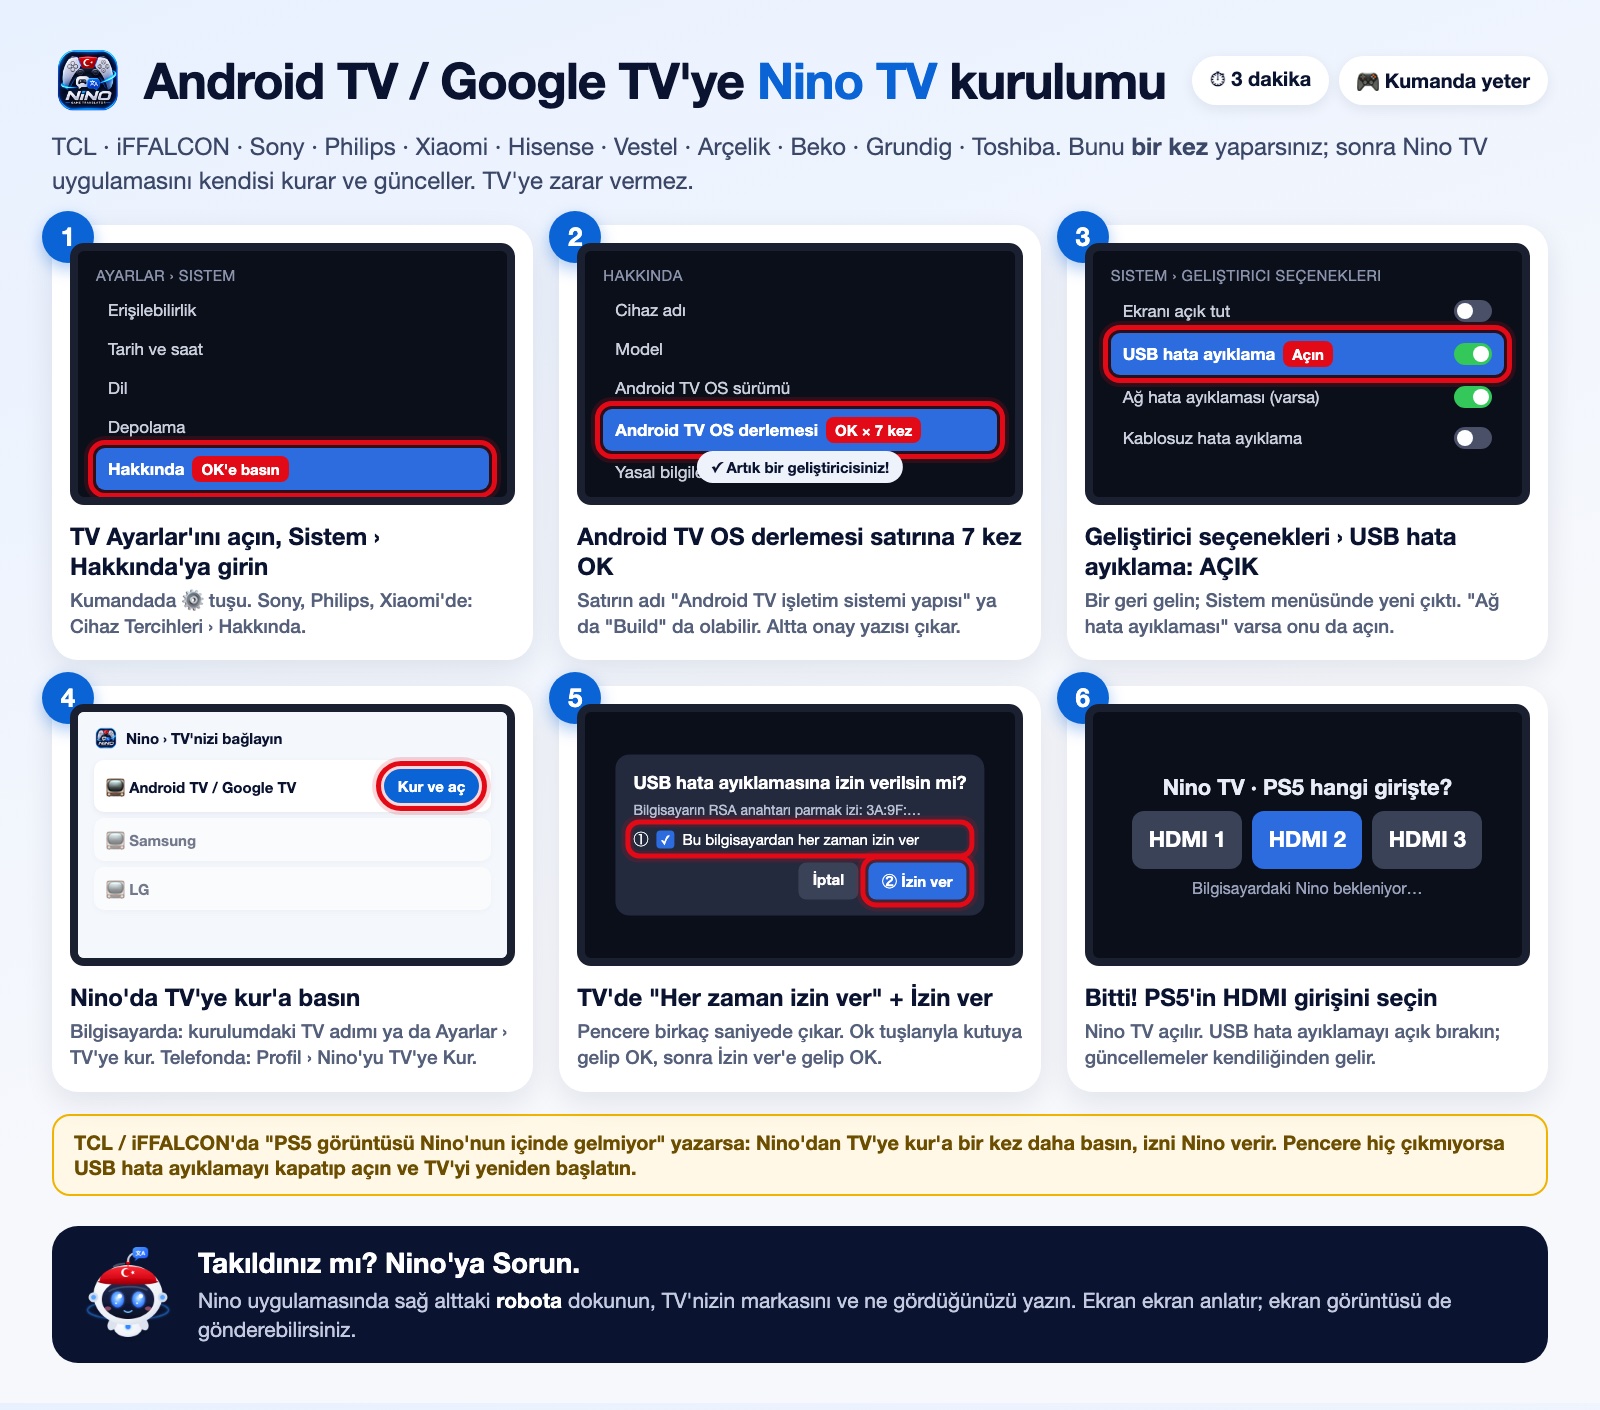 NiNO
Android TV / Google TV'ye Nino TV kurulumu
⏱ 3 dakika
🎮 Kumanda yeter
TCL · iFFALCON · Sony · Philips · Xiaomi · Hisense · Vestel · Arçelik · Beko · Grundig · Toshiba. Bunu bir kez yaparsınız; sonra Nino TV
uygulamasını kendisi kurar ve günceller. TV'ye zarar vermez.
1
AYARLAR › SISTEM
Erişilebilirlik
Tarih ve saat
Dil
Depolama
Hakkında OK'e basın
TV Ayarlar'ını açın, Sistem ›
Hakkında'ya girin
Kumandada ⚙ tuşu. Sony, Philips, Xiaomi'de:
Cihaz Tercihleri › Hakkında.
2
HAKKINDA
Cihaz adı
Model
Android TV OS sürümü
Android TV OS derlemesi OK × 7 kez
Yasal bilgile
✓ Artık bir geliştiricisiniz!
Android TV OS derlemesi satırına 7 kez
OK
Satırın adı "Android TV işletim sistemi yapısı" ya
da "Build" da olabilir. Altta onay yazısı çıkar.
3
SISTEM › GELIŞTIRICI SEÇENEKLERI
Ekranı açık tut
USB hata ayıklama Açın
Ağ hata ayıklaması (varsa)
Kablosuz hata ayıklama
Geliştirici seçenekleri › USB hata
ayıklama: AÇIK
Bir geri gelin; Sistem menüsünde yeni çıktı. "Ağ
hata ayıklaması" varsa onu da açın.
4
Nino › TV'nizi bağlayın
Android TV / Google TV Kur ve aç
Samsung
LG
Nino'da TV'ye kur'a basın
Bilgisayarda: kurulumdaki TV adımı ya da Ayarlar ›
TV'ye kur. Telefonda: Profil › Nino'yu TV'ye Kur.
5
USB hata ayıklamasına izin verilsin mi?
Bilgisayarın RSA anahtarı parmak izi: 3A:9F:…
① ✓ Bu bilgisayardan her zaman izin ver
İptal ② İzin ver
TV'de "Her zaman izin ver" + İzin ver
Pencere birkaç saniyede çıkar. Ok tuşlarıyla kutuya
gelip OK, sonra İzin ver'e gelip OK.
6
Nino TV · PS5 hangi girişte?
HDMI 1 HDMI 2 HDMI 3
Bilgisayardaki Nino bekleniyor…
Bitti! PS5'in HDMI girişini seçin
Nino TV açılır. USB hata ayıklamayı açık bırakın;
güncellemeler kendiliğinden gelir.
TCL / iFFALCON'da "PS5 görüntüsü Nino'nun içinde gelmiyor" yazarsa: Nino'dan TV'ye kur'a bir kez daha basın, izni Nino verir. Pencere hiç çıkmıyorsa
USB hata ayıklamayı kapatıp açın ve TV'yi yeniden başlatın.
Takıldınız mı? Nino'ya Sorun.
Nino uygulamasında sağ alttaki robota dokunun, TV'nizin markasını ve ne gördüğünüzü yazın. Ekran ekran anlatır; ekran görüntüsü de
gönderebilirsiniz.